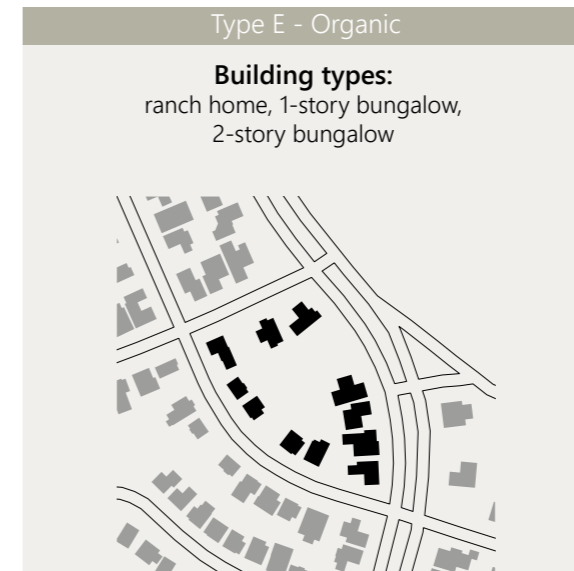 Type E - Organic
Building types:
ranch home, 1-story bungalow,
2-story bungalow